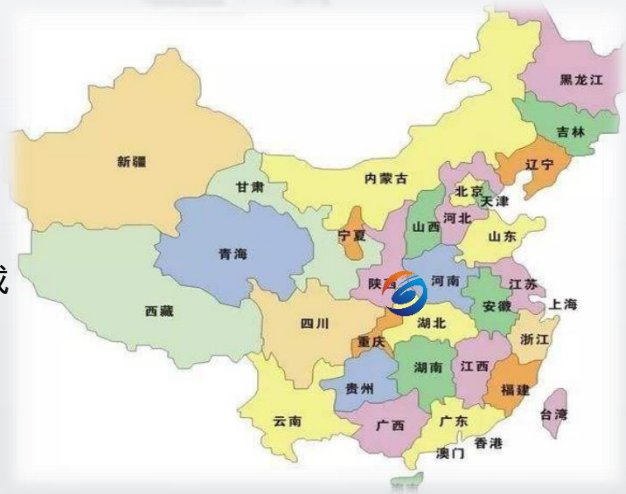 黑龙江
吉林
辽宁
新疆
内蒙古
甘肃
北京
天津
河北
山西
宁夏
山东
青海
陕西
河南
江苏
安徽
上海
西藏
四川
湖北
重庆
浙江
湖南
江西
贵州
福建
台湾
云南
广西
广东
香港
澳门